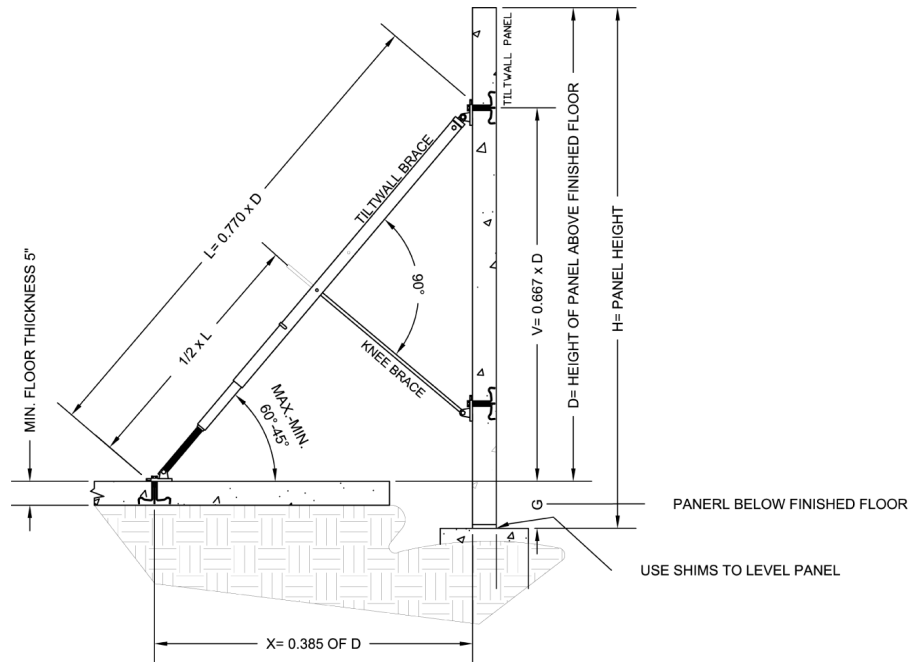 TILTWALL PANEL
L= 0.770 x D
TILTWALL BRACE
MIN. FLOOR THICKNESS 5"
1/2 x L
90°
KNEE BRACE
MAX.-MIN.
60°-45°
V= 0.667 x D
D= HEIGHT OF PANEL ABOVE FINISHED FLOOR
H= PANEL HEIGHT
G
PANERL BELOW FINISHED FLOOR
USE SHIMS TO LEVEL PANEL
X= 0.385 OF D